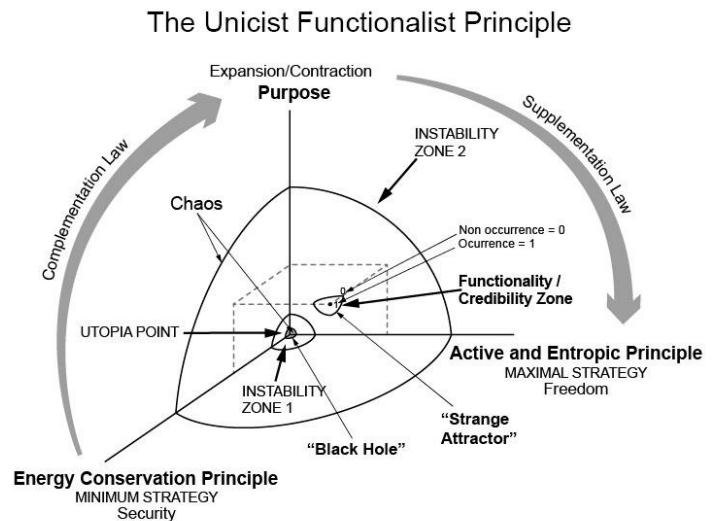 The Unicist Functionalist Principle
Expansion/Contraction
Purpose
Complementation Law
Supplementation Law
INSTABILITY
ZONE 2
Chaos
Non occurrence = 0
Ocurrence = 1
0
1
Functionality /
Credibility Zone
UTOPIA POINT
INSTABILITY
ZONE 1
Active and Entropic Principle
MAXIMAL STRATEGY
Freedom
"Strange
Attractor"
"Black Hole"
Energy Conservation Principle
MINIMUM STRATEGY
Security